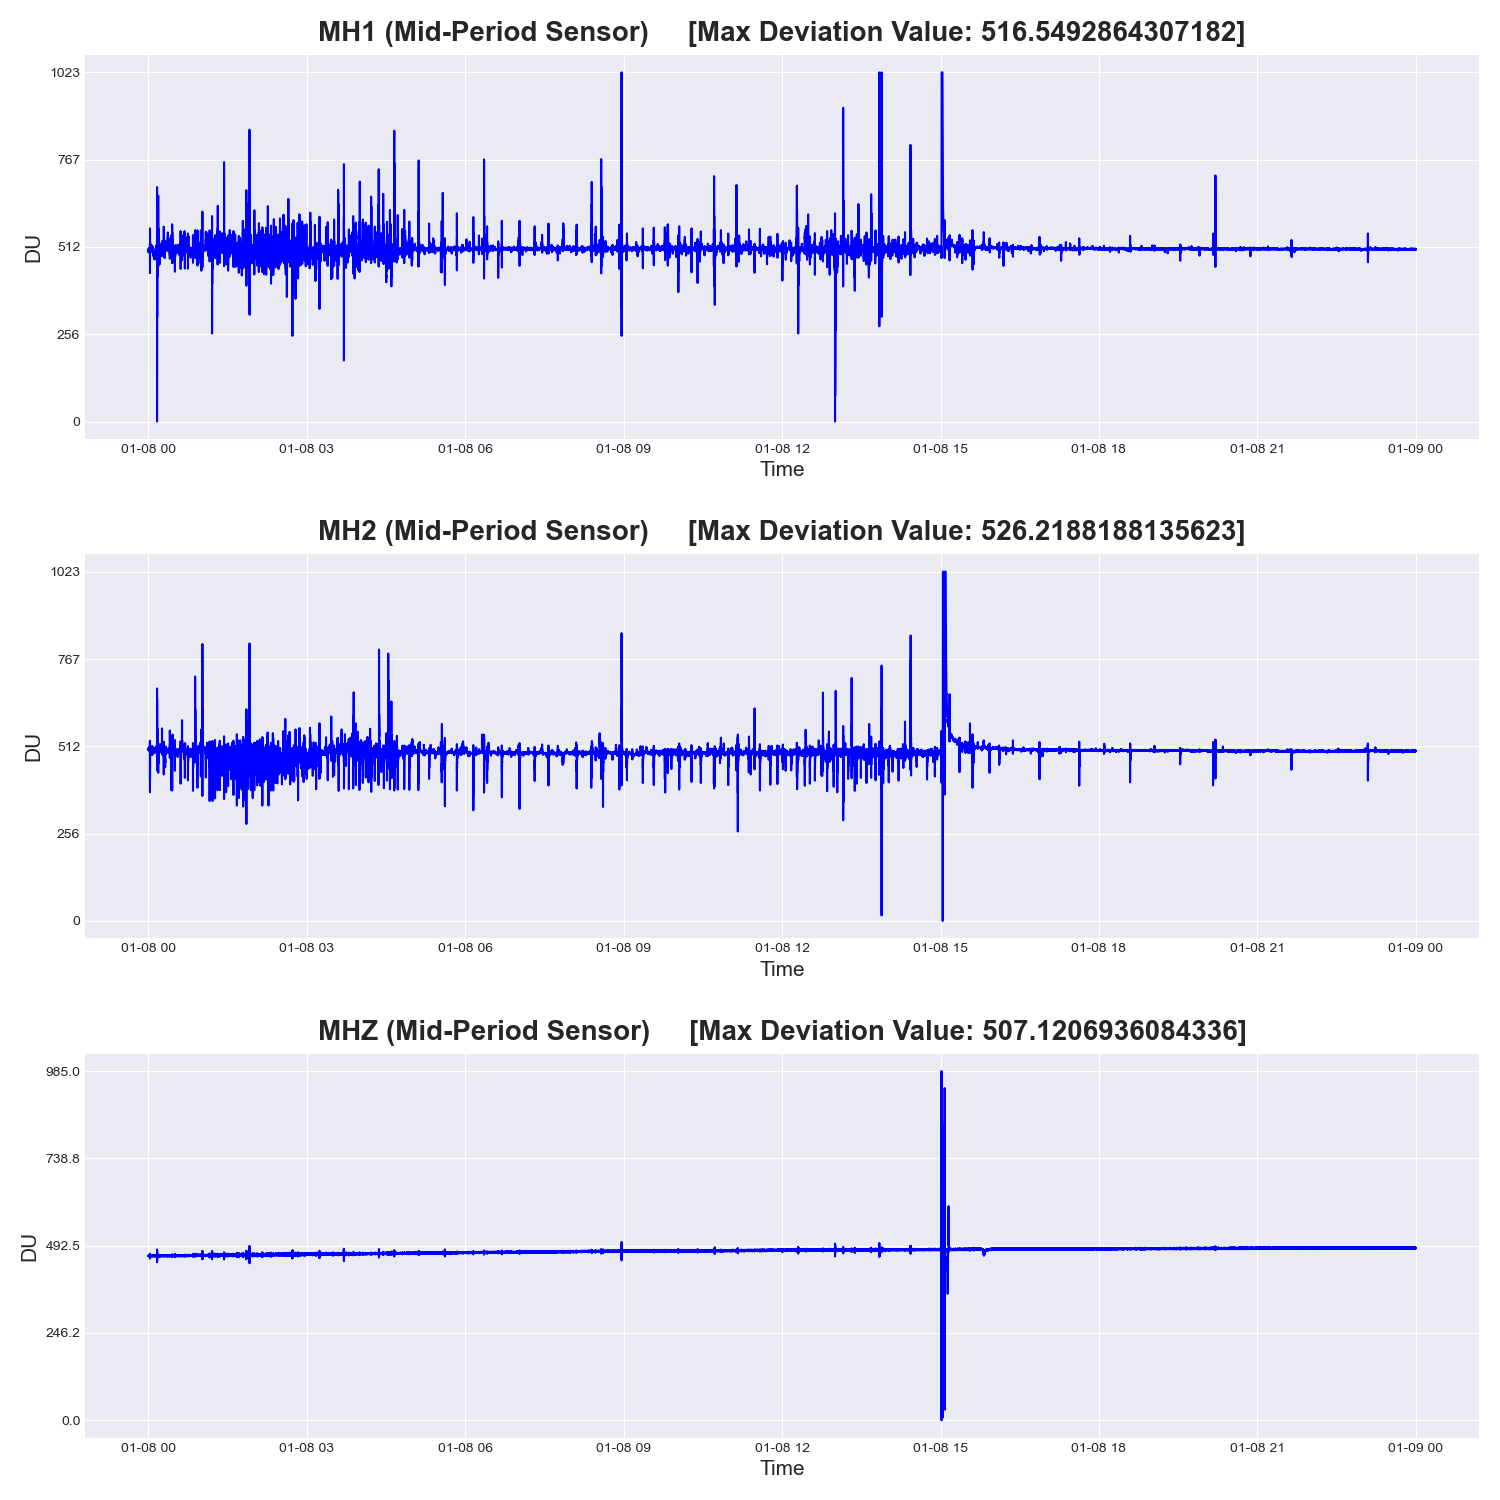 MH1 (Mid-Period Sensor) [Max Deviation Value: 516.5492864307182]
1023
767
512
256
0
DU
01-08 00 01-08 03 01-08 06 01-08 09 01-08 12 01-08 15 01-08 18 01-08 21 01-09 00
Time
MH2 (Mid-Period Sensor) [Max Deviation Value: 526.2188188135623]
1023
767
512
256
0
DU
01-08 00 01-08 03 01-08 06 01-08 09 01-08 12 01-08 15 01-08 18 01-08 21 01-09 00
Time
MHZ (Mid-Period Sensor) [Max Deviation Value: 507.1206936084336]
985.0
738.8
492.5
246.2
0.0
DU
01-08 00 01-08 03 01-08 06 01-08 09 01-08 12 01-08 15 01-08 18 01-08 21 01-09 00
Time